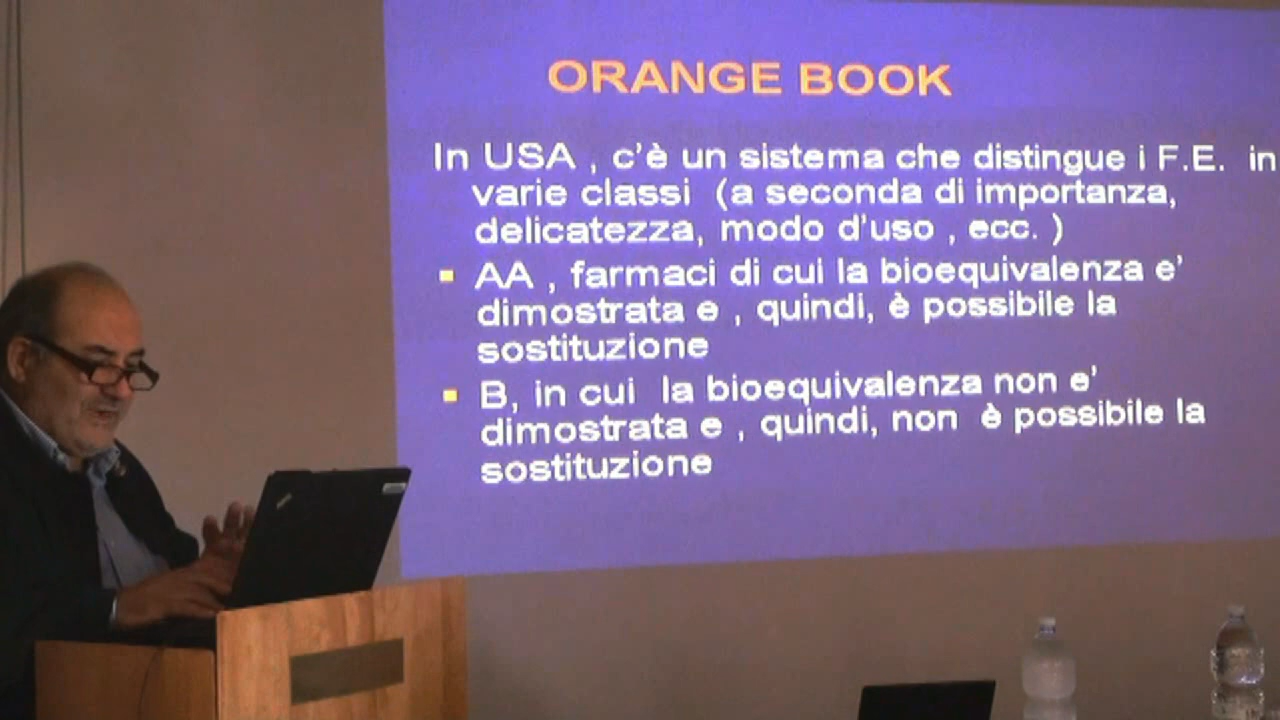 ORANGE BOOK
In USA , c'è un sistema che distingue i F.E. in
varie classi (a seconda di importanza,
delicatezza, modo d'uso , ecc. )
AA , farmaci di cui la bioequivalenza e'
dimostrata e , quindi, è possibile la
sostituzione
B, in cui la bioequivalenza non e'
dimostrata e , quindi, non è possibile la
sostituzione